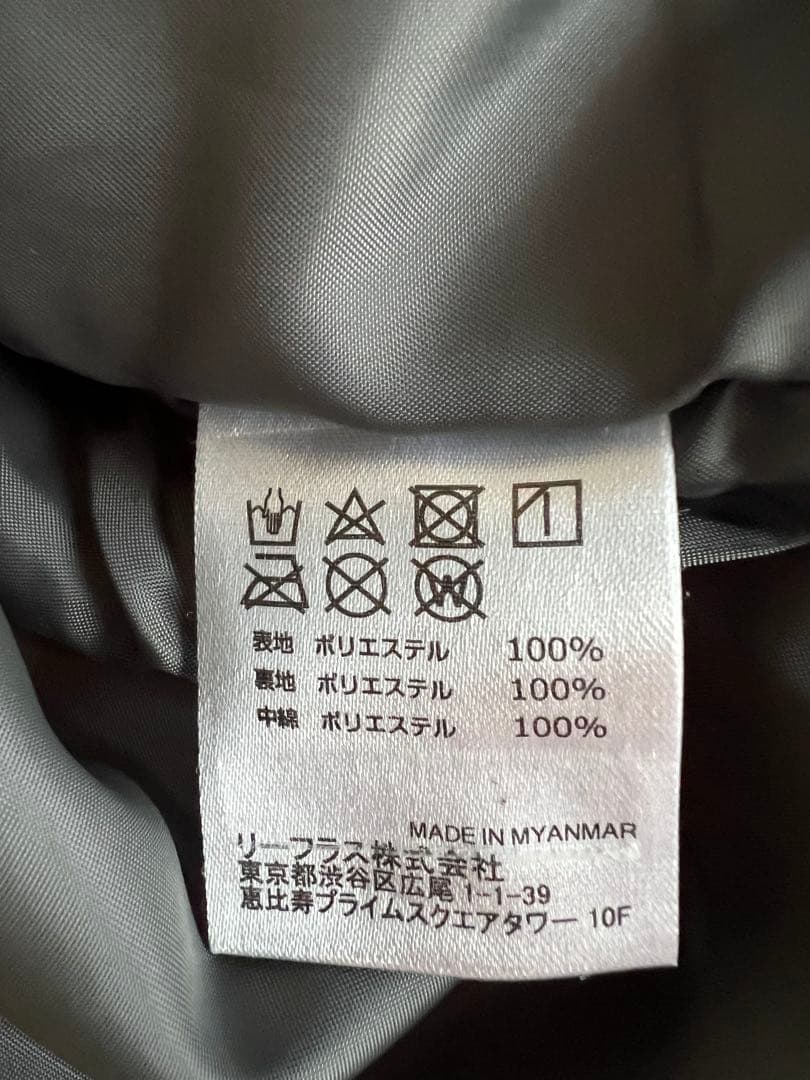 W
表地 ポリエステル 100%
裏地 ポリエステル 100%
中綿 ポリエステル 100%
MADE IN MYANMAR
リーフラス株式会社
東京都渋谷区広尾 1-1-39
恵比寿プライムスクエアタワー 10F